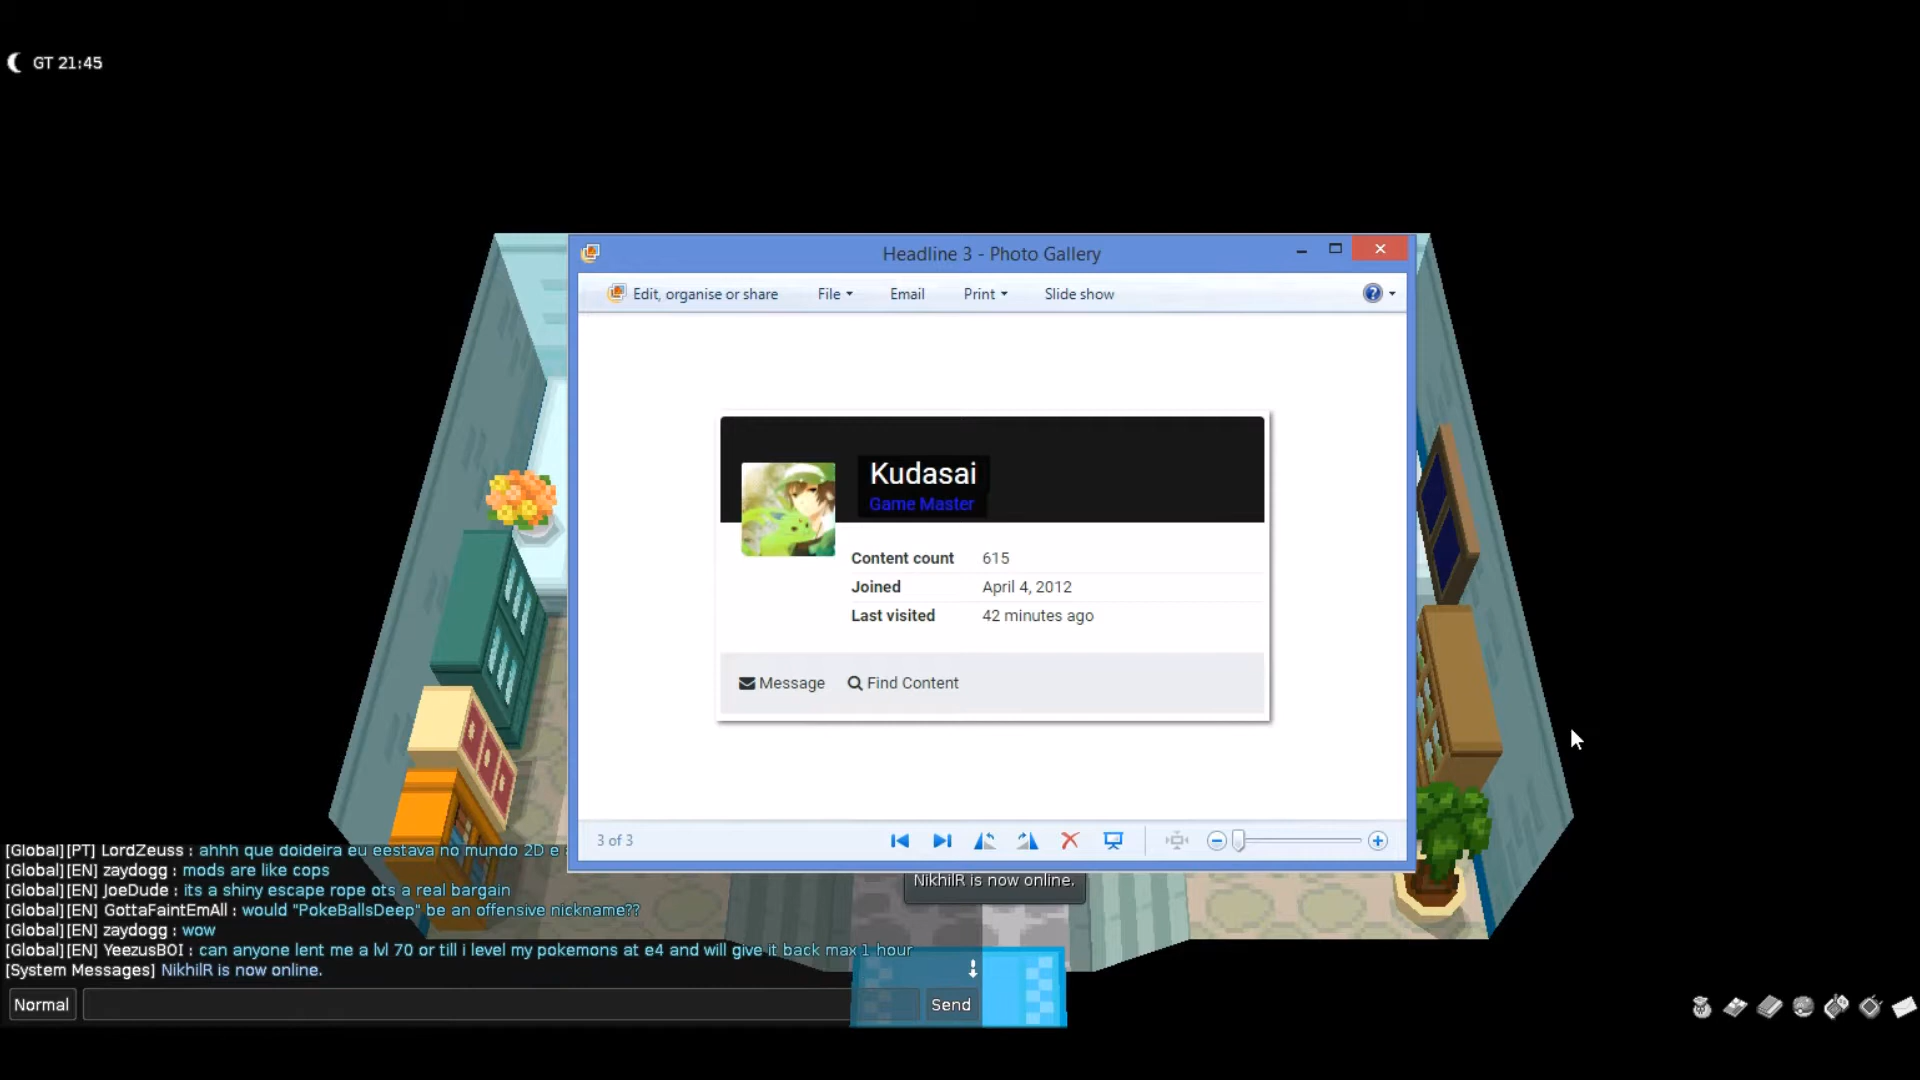 GT 21:45
Headline 3 - Photo Gallery
Edit, organise or share File Email Print Slide show
Kudasai
Game Master
Content count 615
Joined April 4, 2012
Last visited 42 minutes ago
Message Find Content
3 of 3
NikhilR is now online.
[Global][PT] LordZeuss : ahhh que doideira eu eestava no mundo 2D e
[Global][EN] zaydogg : mods are like cops
[Global][EN] JoeDude : its a shiny escape rope ots a real bargain
[Global][EN] GottaFaintEmAll : would "PokeBallsDeep" be an offensive nickname??
[Global][EN] zaydogg : wow
[Global][EN] YeezusBOI : can anyone lent me a lvl 70 or till i level my pokemons at e4 and will give it back max 1 hour
[System Messages] NikhilR is now online.
Normal Send